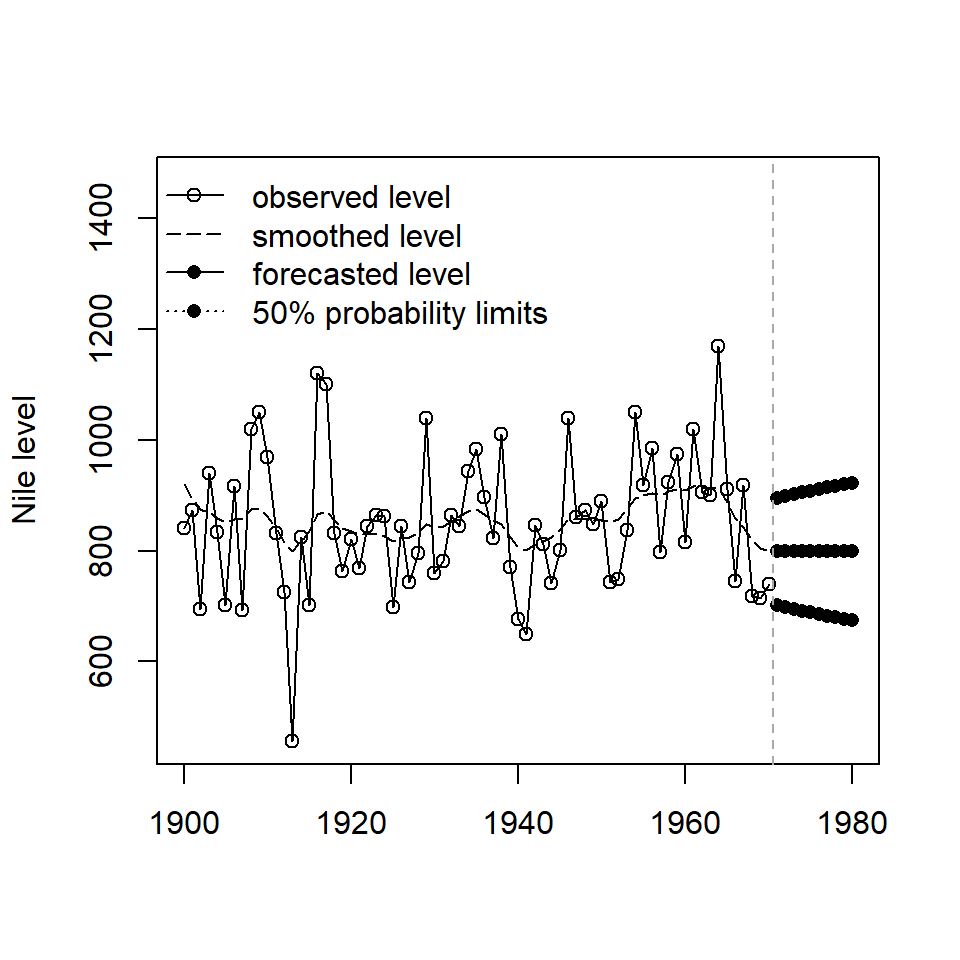 observed level
smoothed level
forecasted level
50% probability limits
Nile level
1400
1200
1000
800
600
1900 1920 1940 1960 1980